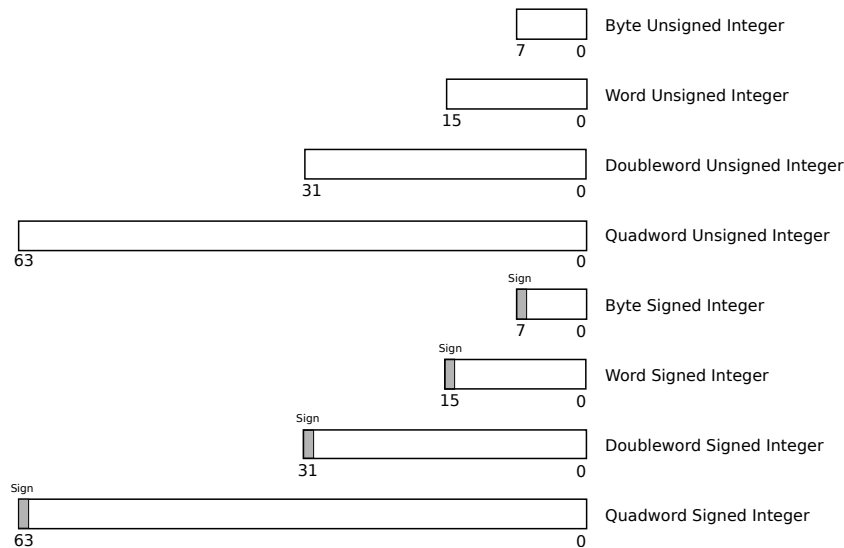 Byte Unsigned Integer
7 0
Word Unsigned Integer
15 0
Doubleword Unsigned Integer
31 0
Quadword Unsigned Integer
63 0
Sign
Byte Signed Integer
7 0
Sign
Word Signed Integer
15 0
Sign
Doubleword Signed Integer
31 0
Sign
Quadword Signed Integer
63 0